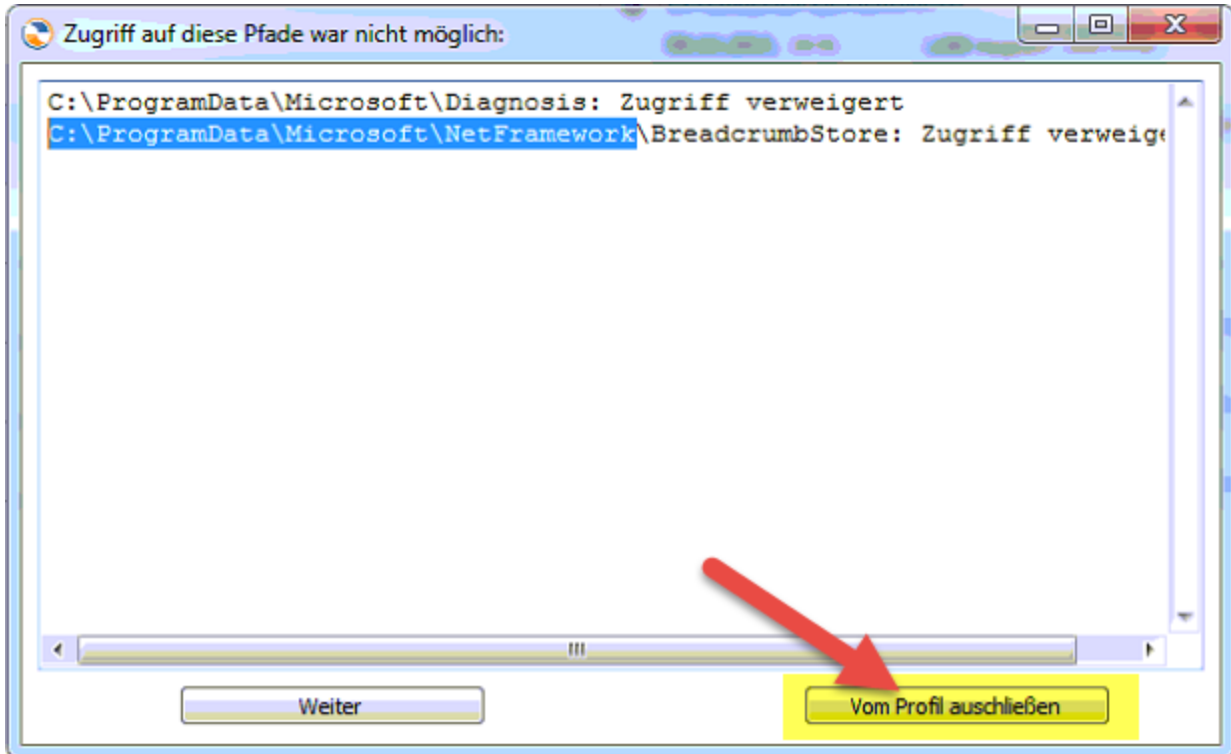 Zugriff auf diese Pfade war nicht möglich:
C:\ProgramData\Microsoft\Diagnosis: Zugriff verweigert
C:\ProgramData\Microsoft\NetFramework\BreadcrumbStore: Zugriff
Weiter
Vom Profil auschließen